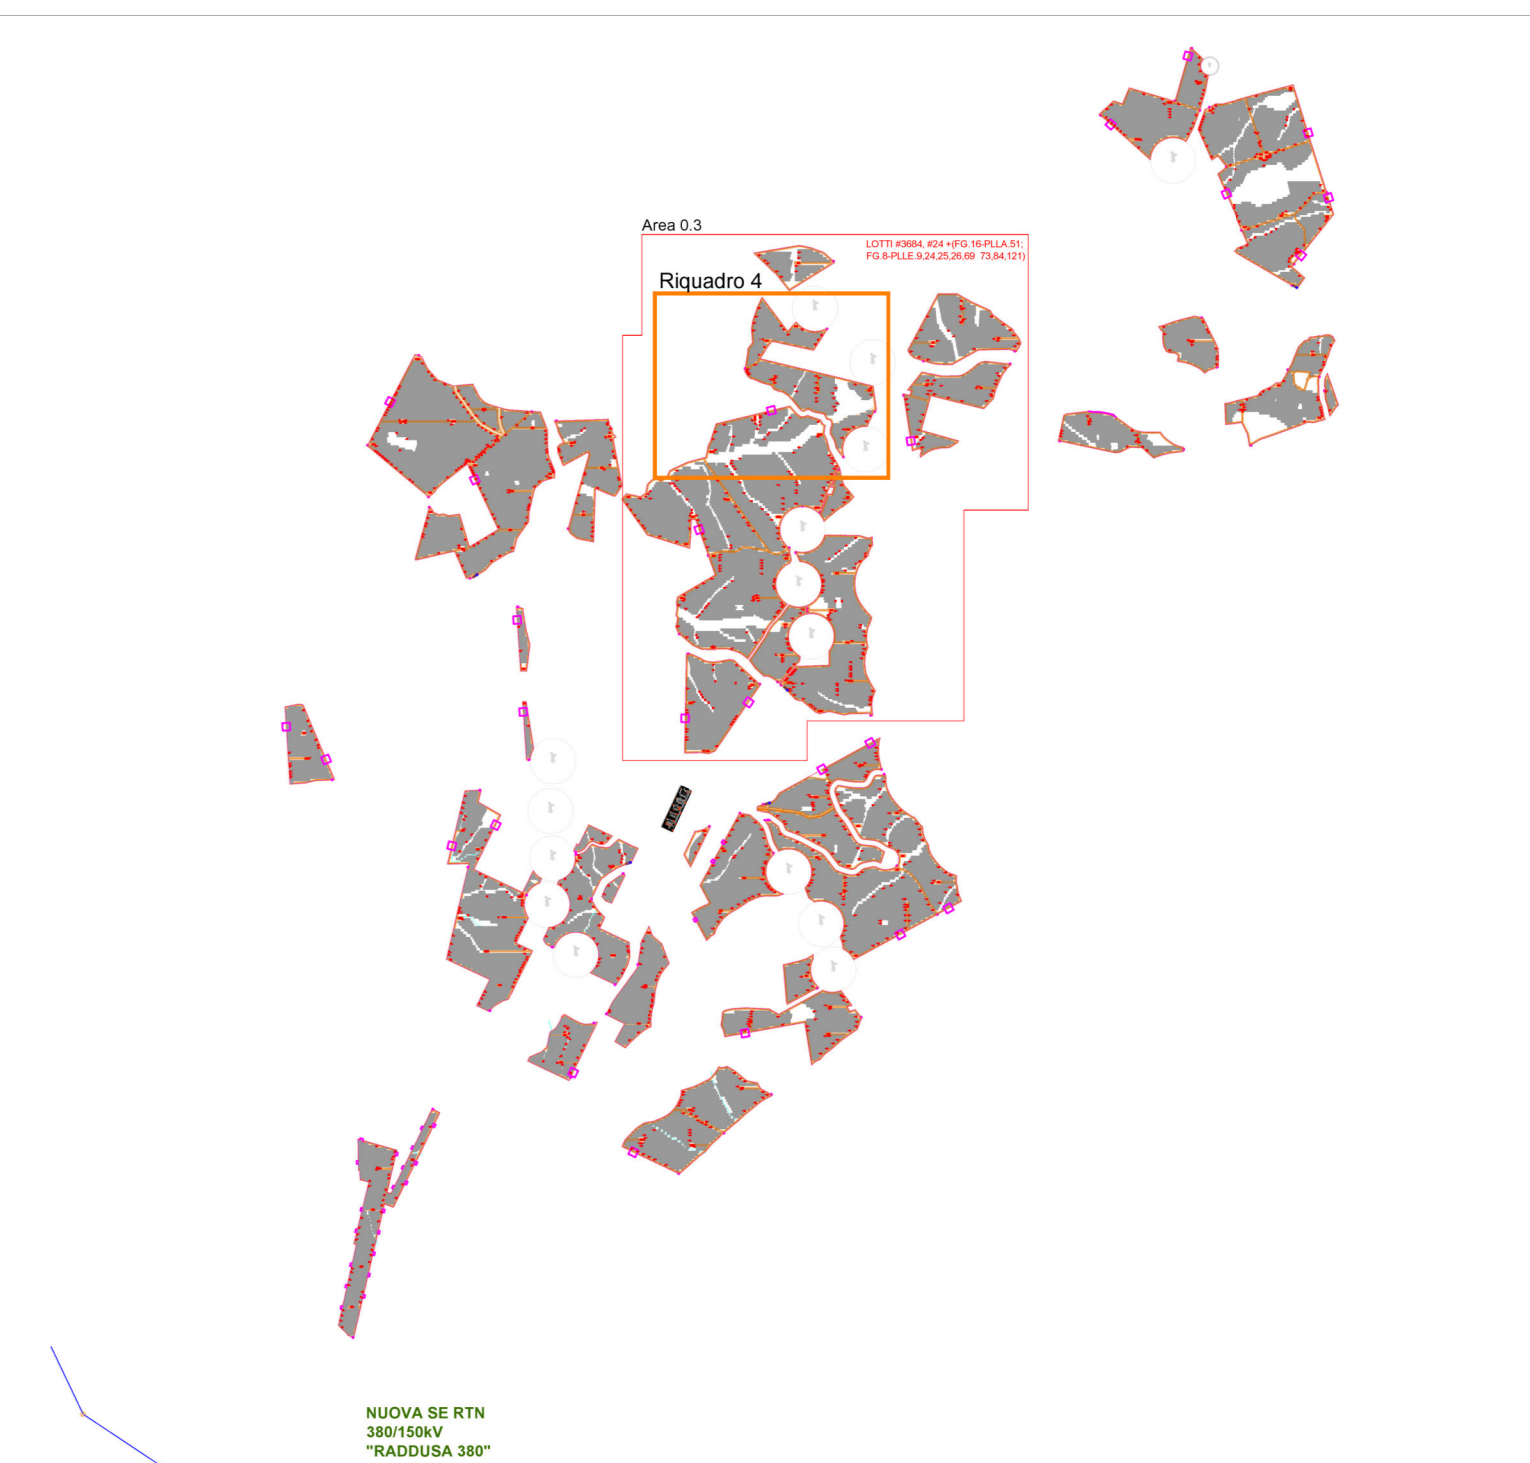 Area 0.3
LOTTI #3684, #24 +(FG.16-PLLA.51;
FG.8-PLLE.9,24,25,26,69 73,84,121)
Riquadro 4
NUOVA SE RTN
380/150kV
"RADDUSA 380"